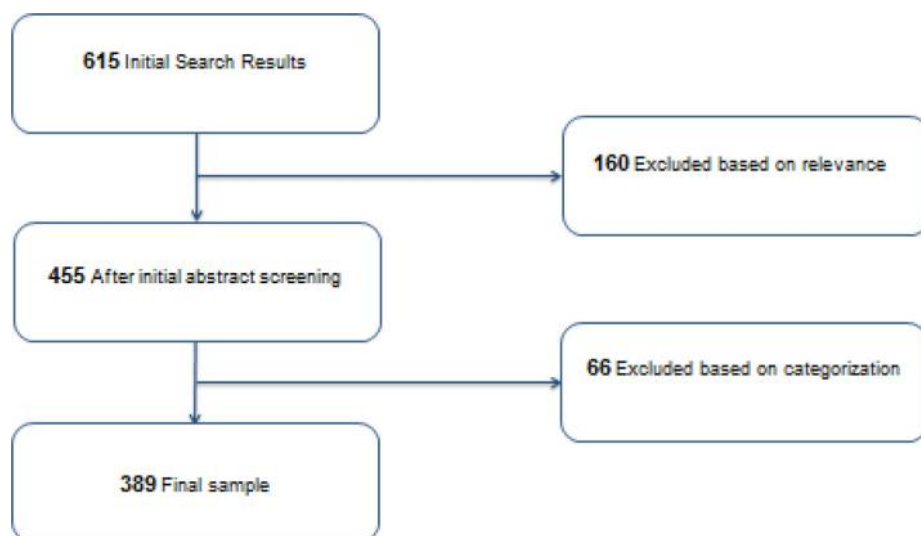 615 Initial Search Results
160 Excluded based on relevance
455 After initial abstract screening
66 Excluded based on categorization
389 Final sample